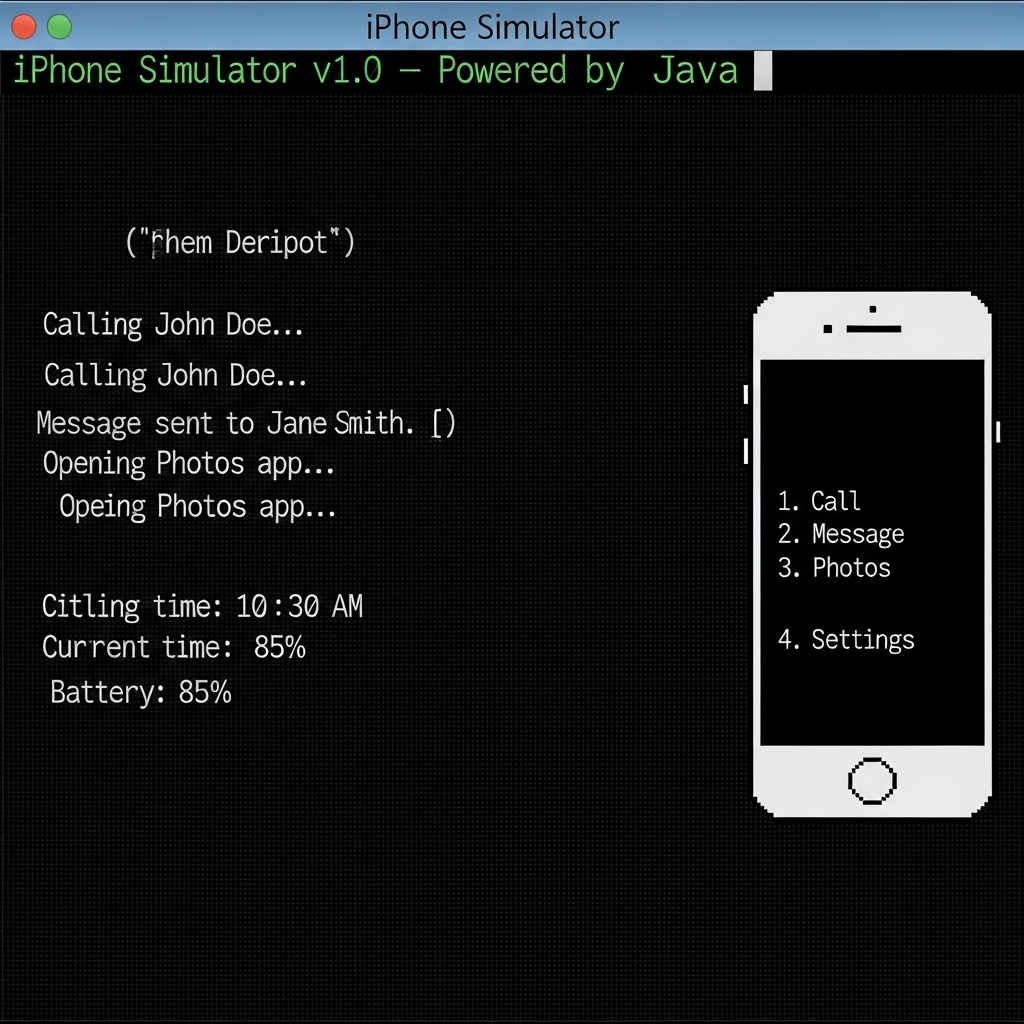 iPhone Simulator
iPhone Simulator v1.0 — Powered by Java
Deripot")
Calling John Doe...
Calling John Doe...
Message sent to Jane Smith. [)
Opening Photos app...
Opeing Photos app...
Citling time: 10:30 AM
Current time: 85%
Battery: 85%
1. Call
2. Message
3. Photos
4. Settings